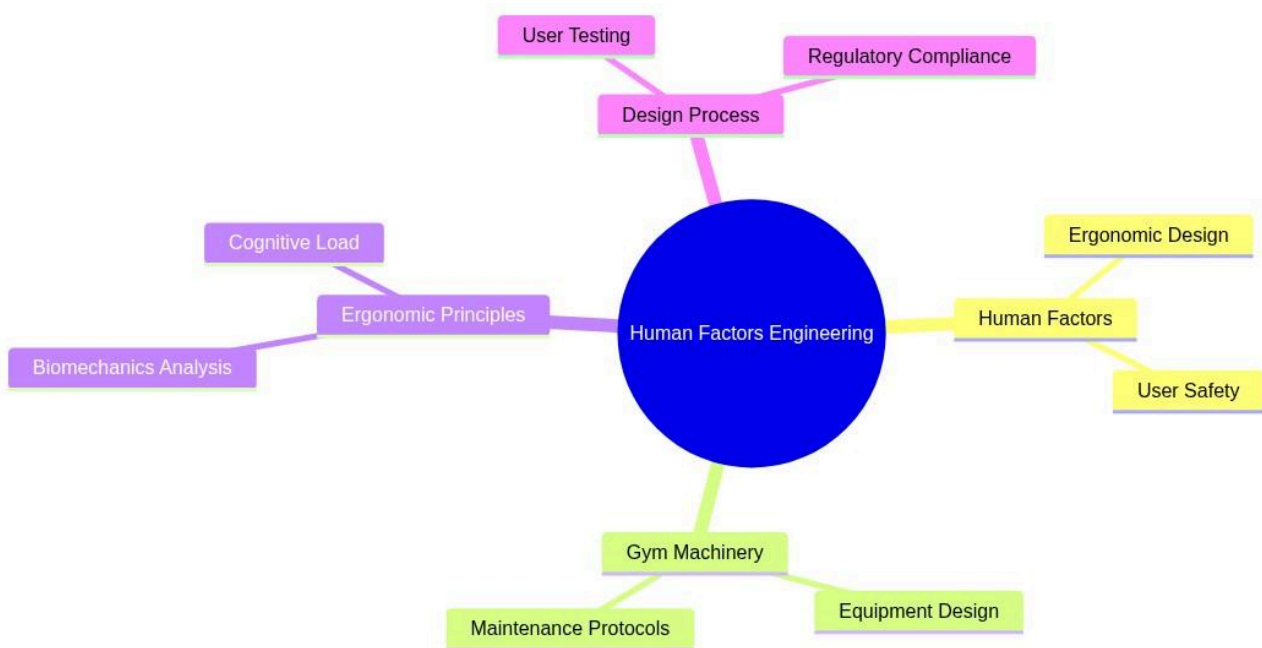 User Testing
Regulatory Compliance
Design Process
Cognitive Load
Ergonomic Design
Ergonomic Principles
Human Factors Engineering
Human Factors
Biomechanics Analysis
User Safety
Gym Machinery
Maintenance Protocols
Equipment Design